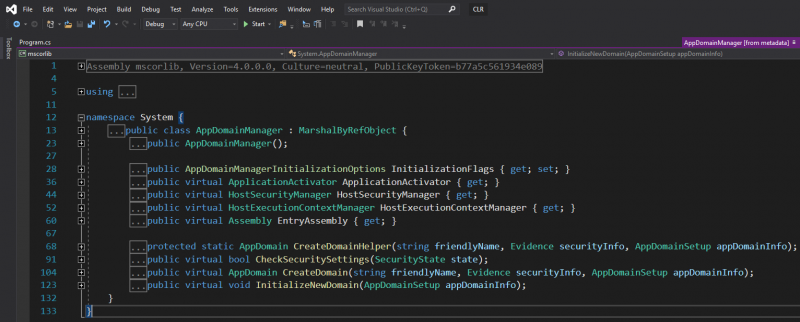 File Edit View Git Project Build Debug Test Analyze Tools Extensions Window Help Search Visual Studio (Ctrl+Q) CLR
Debug Any CPU Start
Toolbox
Program.cs AppDomainManager [from metadata]
mscorlib System.AppDomainManager InitializeNewDomain(AppDomainSetup appDomainInfo)
1 Assembly mscorlib, Version=4.0.0.0, Culture=neutral, PublicKeyToken=b77a5c561934e089
4
5 using ...
11
12 namespace System {
13 ...public class AppDomainManager : MarshalByRefObject {
23 ...public AppDomainManager();
28 ...public AppDomainManagerInitializationOptions InitializationFlags { get; set; }
36 ...public virtual ApplicationActivator ApplicationActivator { get; }
44 ...public virtual HostSecurityManager HostSecurityManager { get; }
52 ...public virtual HostExecutionContextManager HostExecutionContextManager { get; }
60 ...public virtual Assembly EntryAssembly { get; }
68 ...protected static AppDomain CreateDomainHelper(string friendlyName, Evidence securityInfo, AppDomainSetup appDomainInfo);
91 ...public virtual bool CheckSecuritySettings(SecurityState state);
104 ...public virtual AppDomain CreateDomain(string friendlyName, Evidence securityInfo, AppDomainSetup appDomainInfo);
123 ...public virtual void InitializeNewDomain(AppDomainSetup appDomainInfo);
132 }
133 }